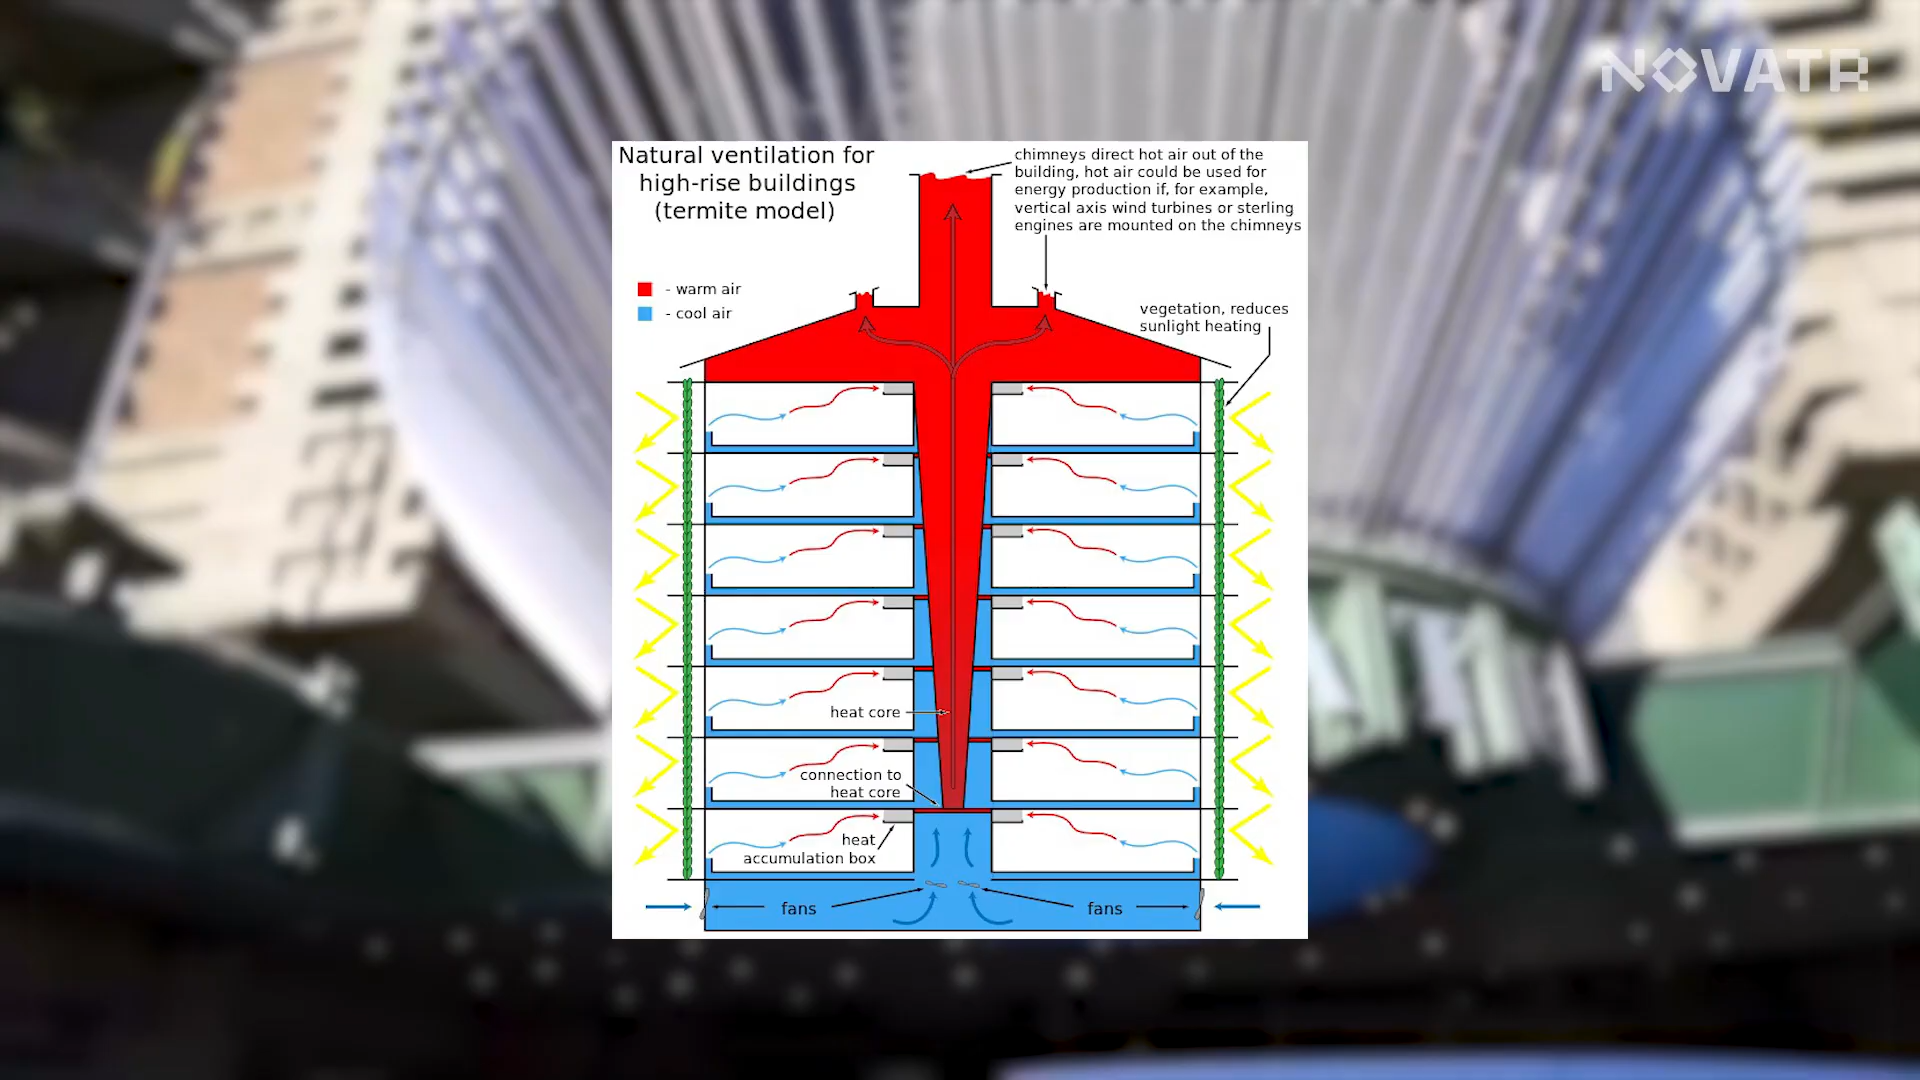 NOVATR
Natural ventilation for
high-rise buildings
(termite model)
chimneys direct hot air out of the
building, hot air could be used for
energy production if, for example,
vertical axis wind turbines or sterling
engines are mounted on the chimneys
- warm air
- cool air
vegetation, reduces
sunlight heating
heat core
connection to
heat core
heat
accumulation box
fans
fans